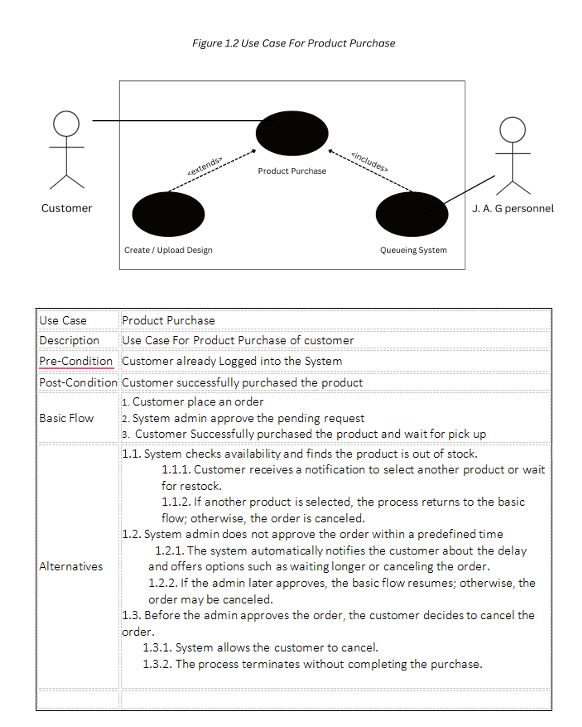 Figure 1.2 Use Case For Product Purchase
<extends>
<includes>
Product Purchase
Customer
J. A. G personnel
Create / Upload Design
Queueing System
Use Case
Product Purchase
Description
Use Case For Product Purchase of customer
Pre-Condition
Customer already Logged into the System
Post-Condition
Customer successfully purchased the product
Basic Flow
1. Customer place an order
2. System admin approve the pending request
3. Customer Successfully purchased the product and wait for pick up
Alternatives
1.1. System checks availability and finds the product is out of stock.
1.1.1. Customer receives a notification to select another product or wait
for restock.
1.1.2. If another product is selected, the process returns to the basic
flow; otherwise, the order is canceled.
1.2. System admin does not approve the order within a predefined time
1.2.1. The system automatically notifies the customer about the delay
and offers options such as waiting longer or canceling the order.
1.2.2. If the admin later approves, the basic flow resumes; otherwise, the
order may be canceled.
1.3. Before the admin approves the order, the customer decides to cancel the
order.
1.3.1. System allows the customer to cancel.
1.3.2. The process terminates without completing the purchase.